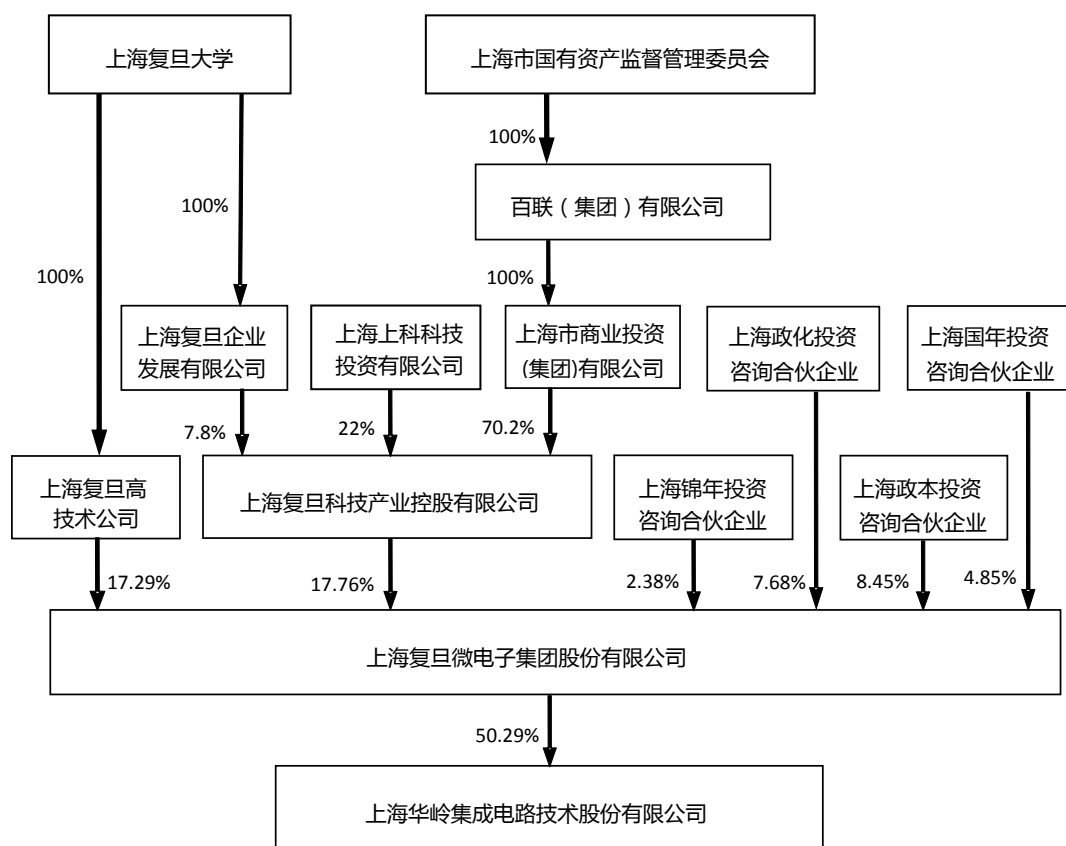 上海复旦大学
上海市国有资产监督管理委员会
100%
百联（集团）有限公司
100%
100%
100%
上海复旦企业
发展有限公司
上海上科科技
投资有限公司
上海市商业投资
(集团)有限公司
上海政化投资
咨询合伙企业
上海国年投资
咨询合伙企业
7.8%
22%
70.2%
上海复旦高
技术公司
上海复旦科技产业控股有限公司
上海锦年投资
咨询合伙企业
上海政本投资
咨询合伙企业
17.29%
17.76%
2.38%
7.68%
8.45%
4.85%
上海复旦微电子集团股份有限公司
50.29%
上海华岭集成电路技术股份有限公司